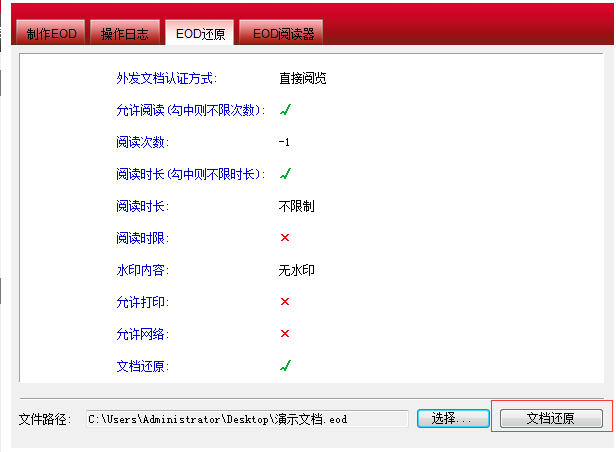 制作EOD 操作日志 EOD还原 EOD阅读器
外发文档认证方式: 直接阅览
允许阅读(勾中则不限次数): √
阅读次数: -1
阅读时长(勾中则不限时长): √
阅读时长: 不限制
阅读时限: ×
水印内容: 无水印
允许打印: ×
允许网络: ×
文档还原: √
文件路径: C:\Users\Administrator\Desktop\演示文档.eod 选择... 文档还原